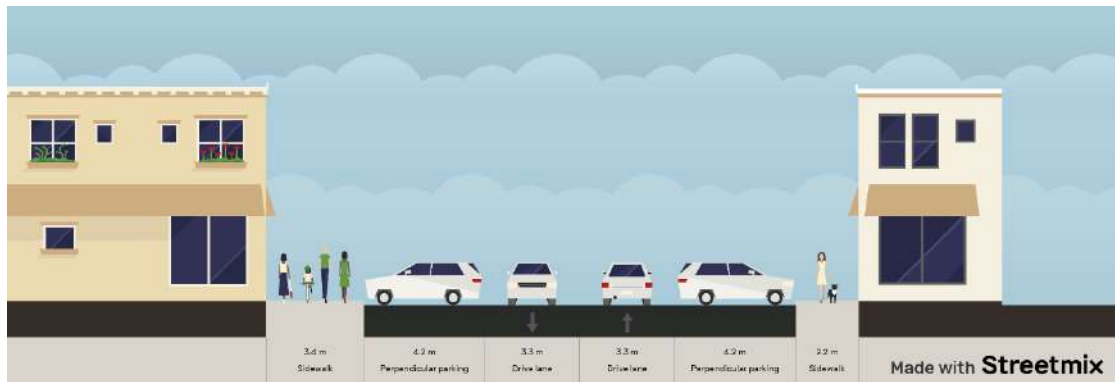 3.4 m
Sidewalk
4.2 m
Perpendicular parking
3.3 m
Drive lane
3.3 m
Drive lane
4.2 m
Perpendicular parking
2.2 m
Sidewalk
Made with Streetmix